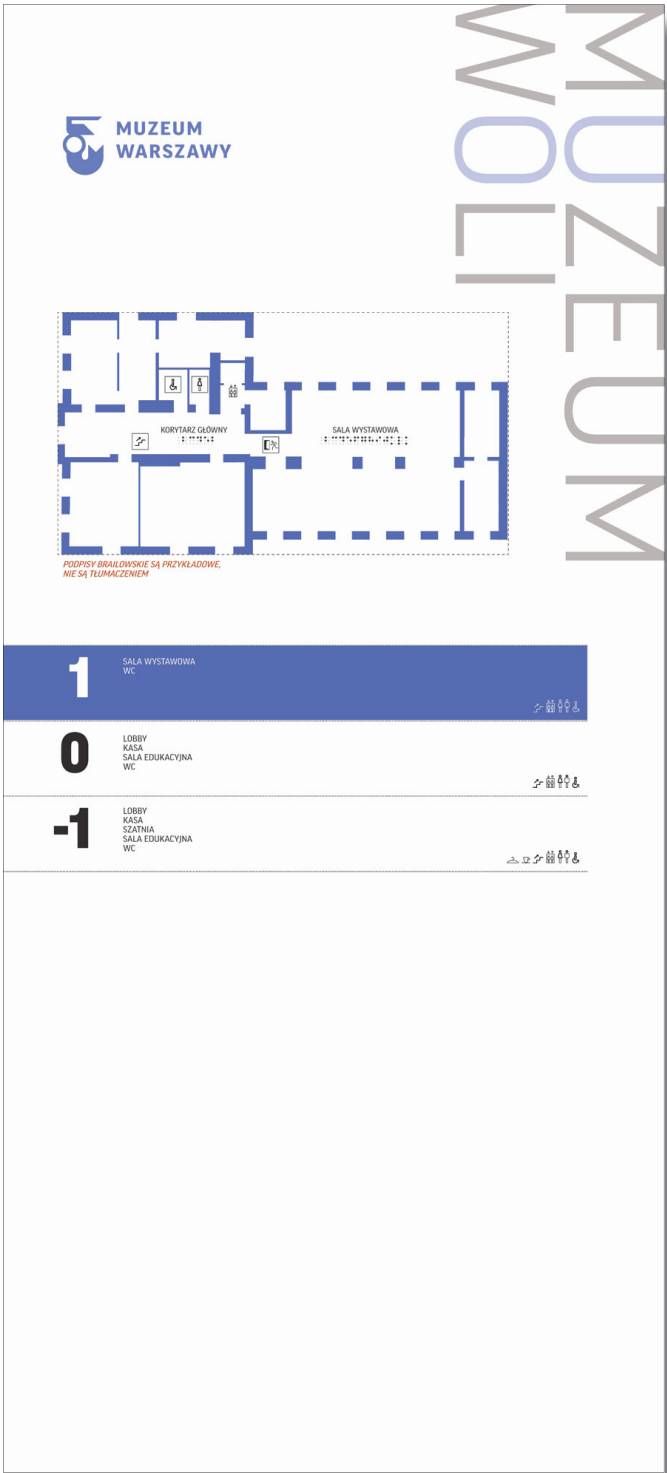 MUZEUM
WOLI
MUZEUM
WARSZAWY
KORYTARZ GŁÓWNY
SALA WYSTAWOWA
PODPISY BRAILOWSKIE SĄ PRZYKŁADOWE,
NIE SĄ TŁUMACZENIEM
1
SALA WYSTAWOWA
WC
0
LOBBY
KASA
SALA EDUKACYJNA
WC
-1
LOBBY
KASA
SZATNIA
SALA EDUKACYJNA
WC